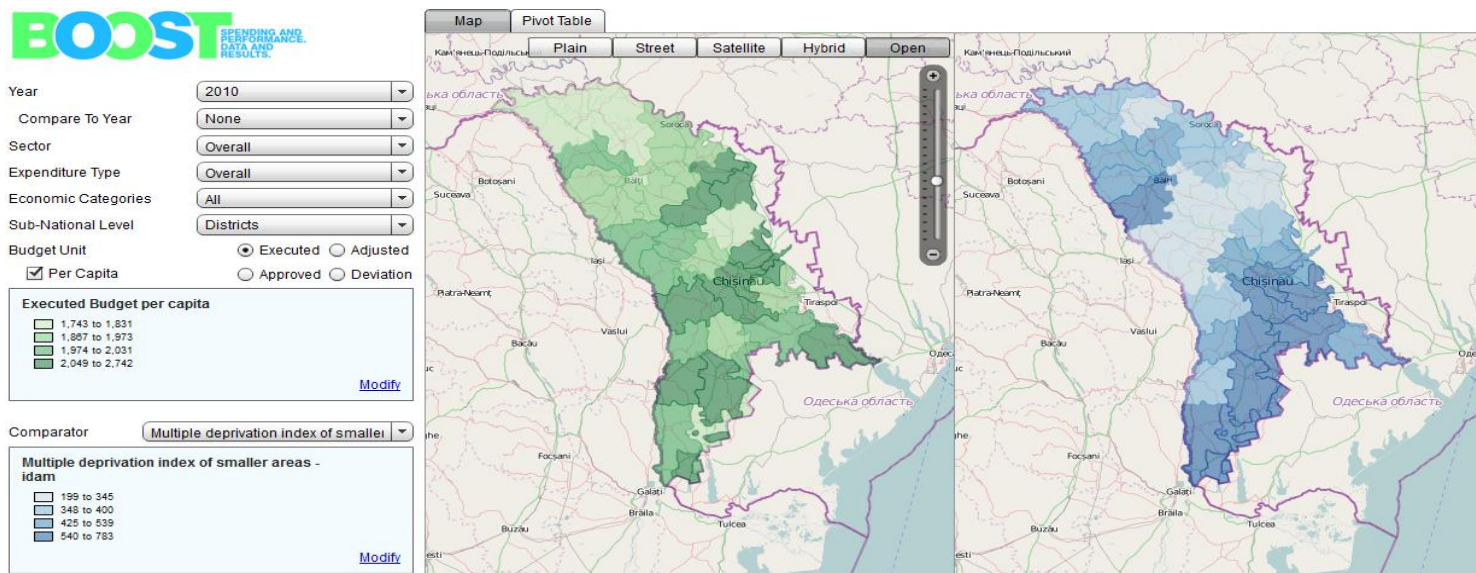 BOOST
SPENDING AND
PERFORMANCE.
DATA AND
RESULTS.
Year
2010
Compare To Year
None
Sector
Overall
Expenditure Type
Overall
Economic Categories
All
Sub-National Level
Districts
Budget Unit
Executed
Adjusted
Per Capita
Approved
Deviation
Executed Budget per capita
1,743 to 1,831
1,867 to 1,973
1,974 to 2,031
2,049 to 2,742
Modify
Comparator
Multiple deprivation index of smaller
Multiple deprivation index of smaller areas -
idam
199 to 345
348 to 400
425 to 539
540 to 783
Modify
Map
Pivot Table
Plain
Street
Satellite
Hybrid
Open
Soroca
Botoșani
Suceava
Bălți
Iași
Chisinau
Piatra-Neamț
Tiraspol
Vaslui
Bacău
Одеська область
Focșani
Galați
Brăila
Tulcea
Buzău
Кам'янець-Подільський
Soroca
Botoșani
Suceava
Bălți
Iași
Chisinau
Piatra-Neamț
Tiraspol
Vaslui
Bacău
Одеська область
Focșani
Galați
Brăila
Tulcea
Buzău